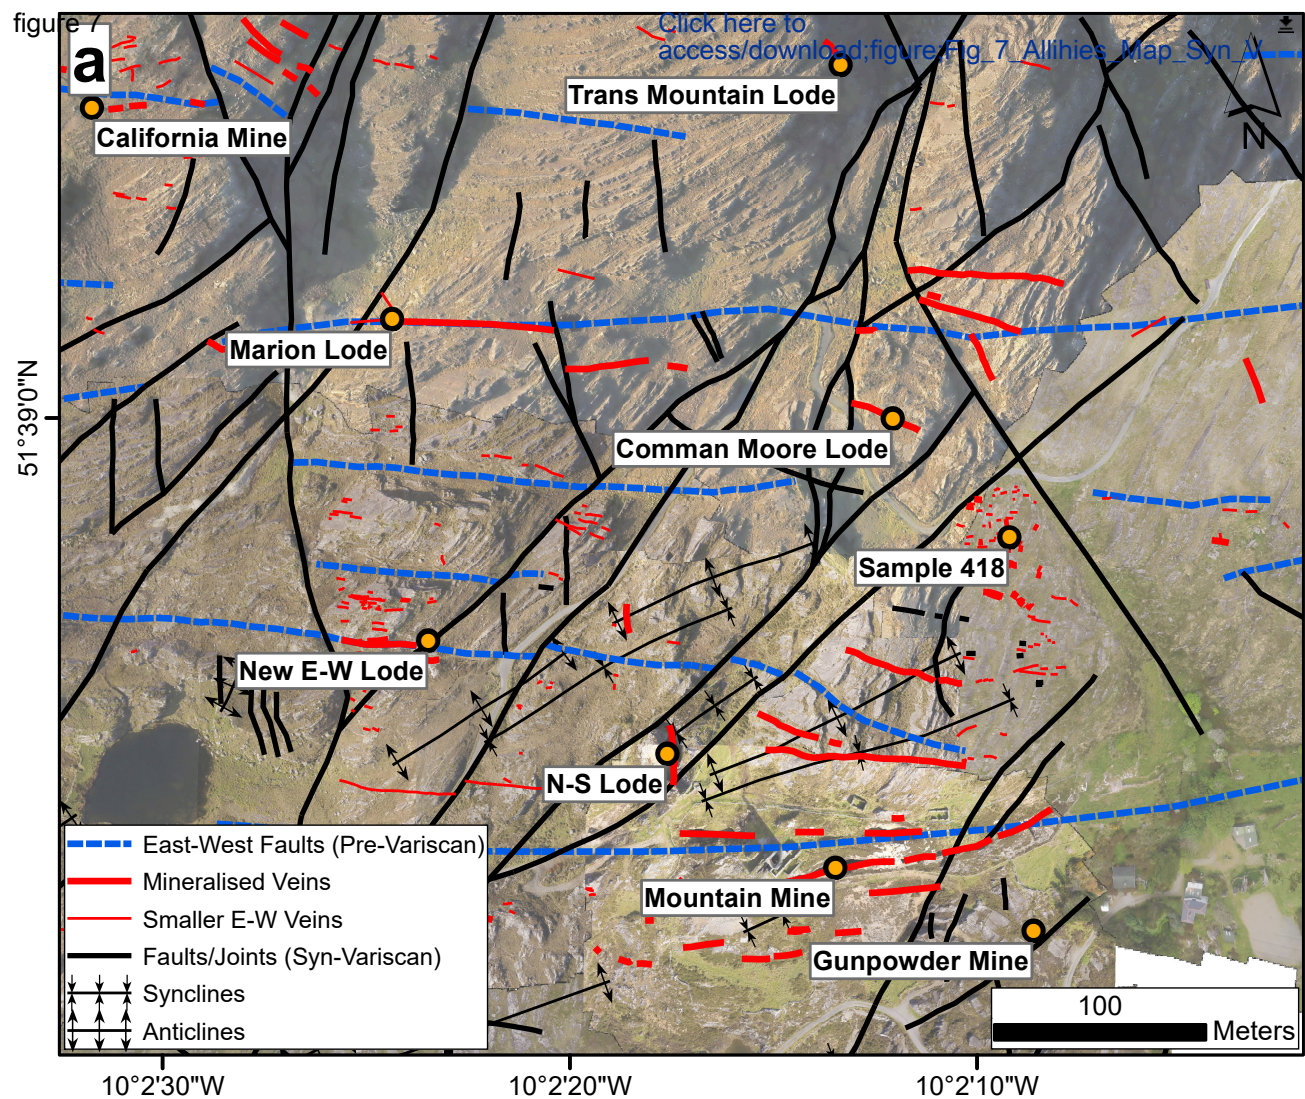 figure 7
Click here to
access/download;figure;Fig_7_Allihies_Map_Syn_V
a
N
Trans Mountain Lode
California Mine
Marion Lode
51°39'0"N
Comman Moore Lode
Sample 418
New E-W Lode
N-S Lode
Mountain Mine
Gunpowder Mine
East-West Faults (Pre-Variscan)
Mineralised Veins
Smaller E-W Veins
Faults/Joints (Syn-Variscan)
Synclines
Anticlines
100
Meters
10°2'30"W
10°2'20"W
10°2'10"W